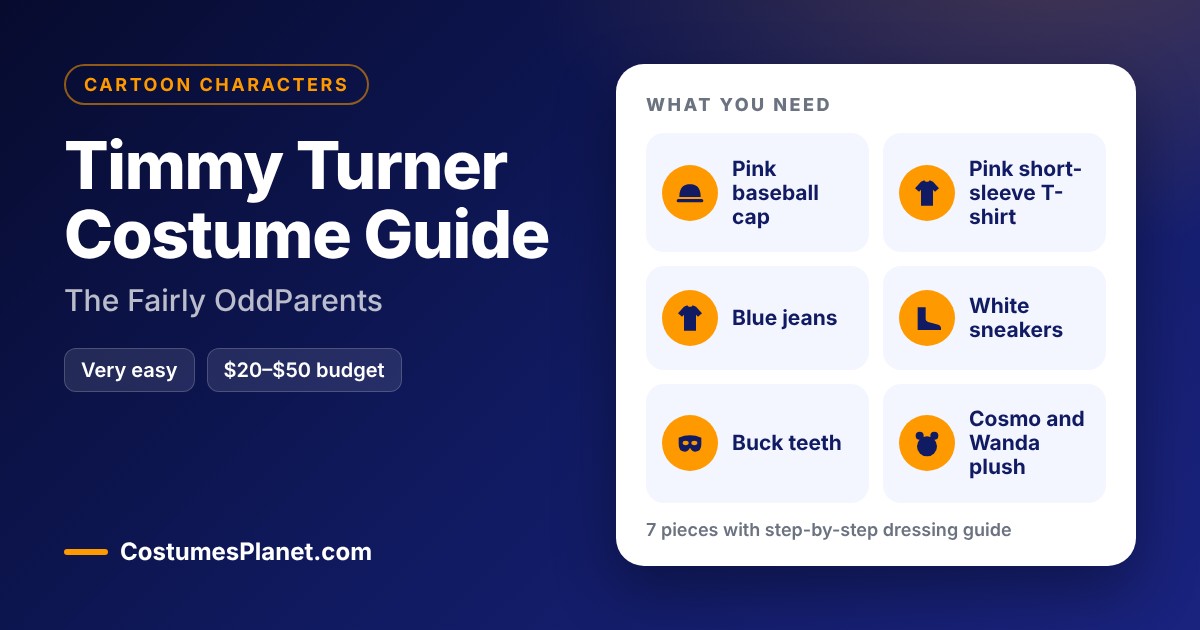 CARTOON CHARACTERS
Timmy Turner
Costume Guide
The Fairly OddParents
Very easy
$20–$50 budget
CostumesPlanet.com
WHAT YOU NEED
Pink
baseball
cap
Pink short-
sleeve T-
shirt
Blue jeans
White
sneakers
Buck teeth
Cosmo and
Wanda
plush
7 pieces with step-by-step dressing guide